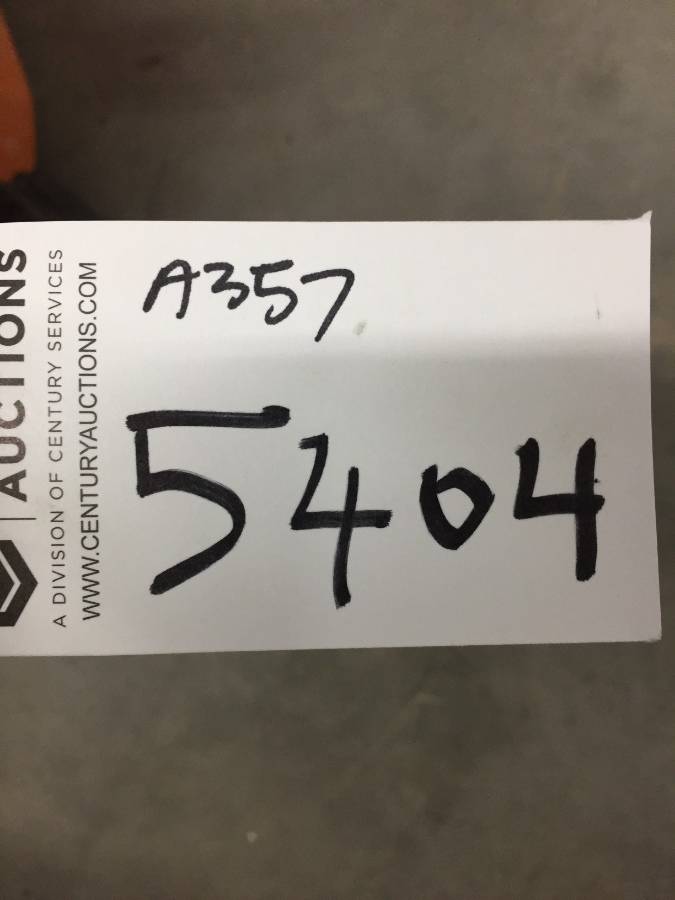 AUCTIONS
A DIVISION OF CENTURY SERVICES
WWW.CENTURYAUCTIONS.COM
A357
5404